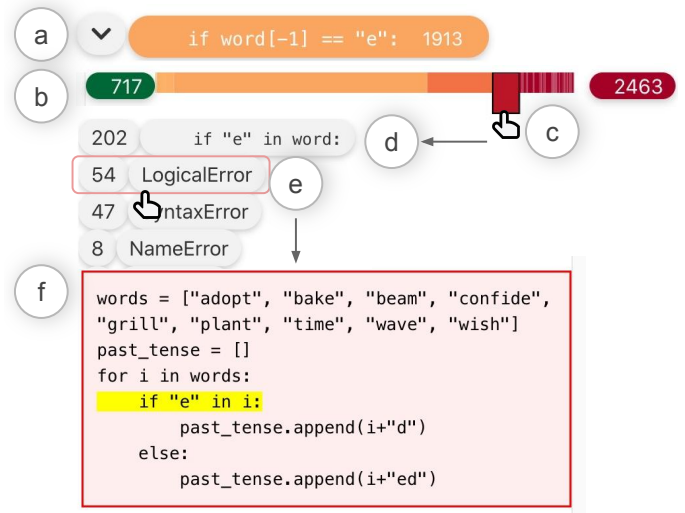 a
if word[-1] == "e": 1913
b
717
2463
c
202 if "e" in word:
d
54 LogicalError
e
47 SyntaxError
8 NameError
f
words = ["adopt", "bake", "beam", "confide",
"grill", "plant", "time", "wave", "wish"]
past_tense = []
for i in words:
if "e" in i:
past_tense.append(i+"d")
else:
past_tense.append(i+"ed")